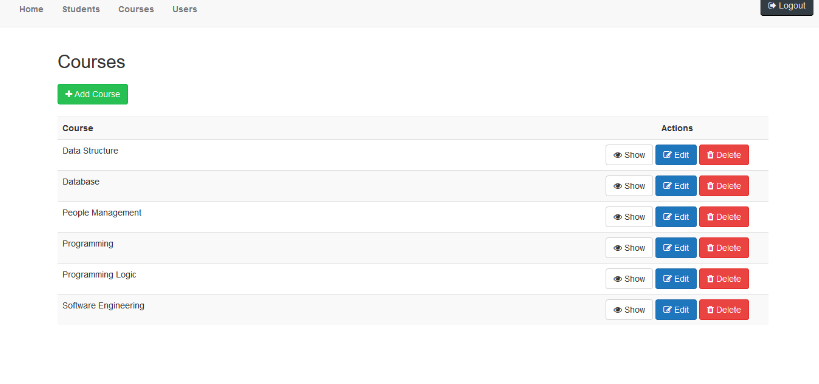 Home Students Courses Users Logout
Courses
Add Course
Course Actions
Data Structure Show Edit Delete
Database Show Edit Delete
People Management Show Edit Delete
Programming Show Edit Delete
Programming Logic Show Edit Delete
Software Engineering Show Edit Delete